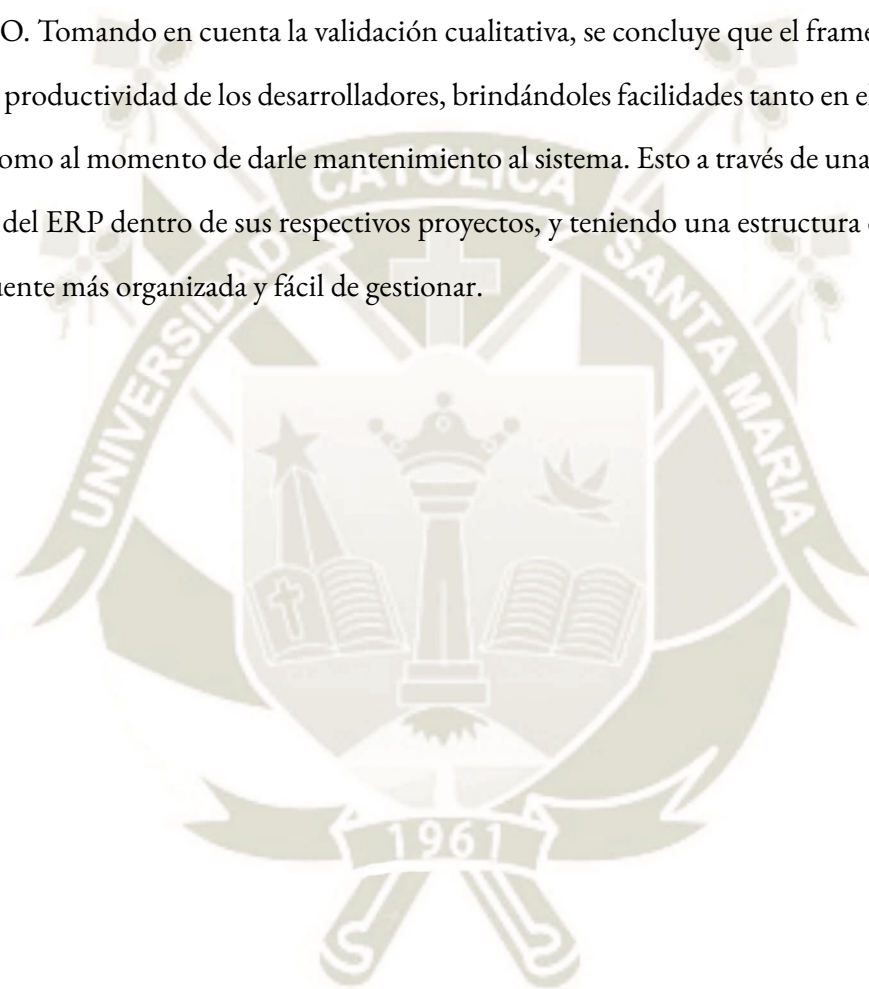 O. Tomando en cuenta la validación cualitativa, se concluye que el frame
productividad de los desarrolladores, brindándoles facilidades tanto en el
omo al momento de darle mantenimiento al sistema. Esto a través de una
del ERP dentro de sus respectivos proyectos, y teniendo una estructura
uente más organizada y fácil de gestionar.
UNIVERSIDAD CATOLICA SANTA MARIA
1961